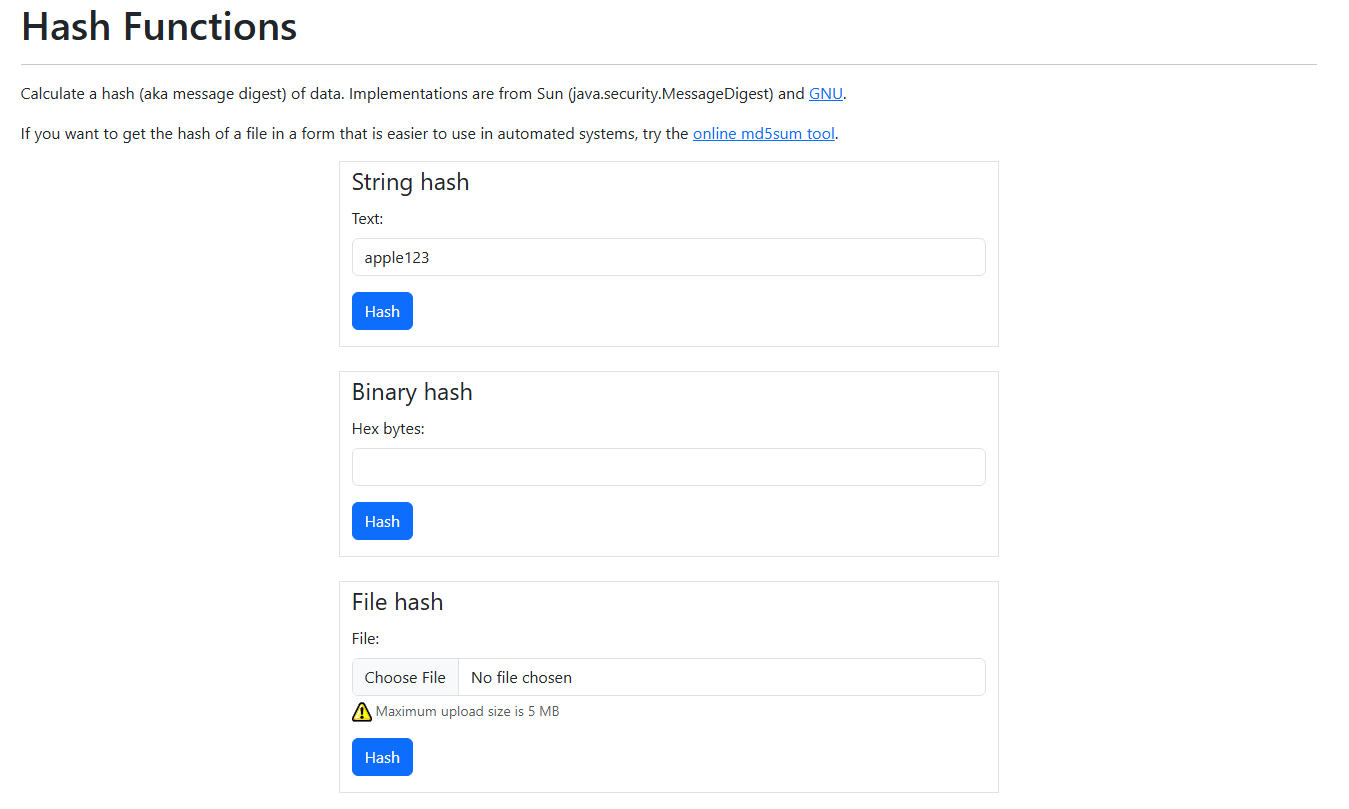 Hash Functions
Calculate a hash (aka message digest) of data. Implementations are from Sun (java.security.MessageDigest) and GNU.
If you want to get the hash of a file in a form that is easier to use in automated systems, try the online md5sum tool.
String hash
Text:
apple123
Hash
Binary hash
Hex bytes:
Hash
File hash
File:
Choose File No file chosen
Maximum upload size is 5 MB
Hash